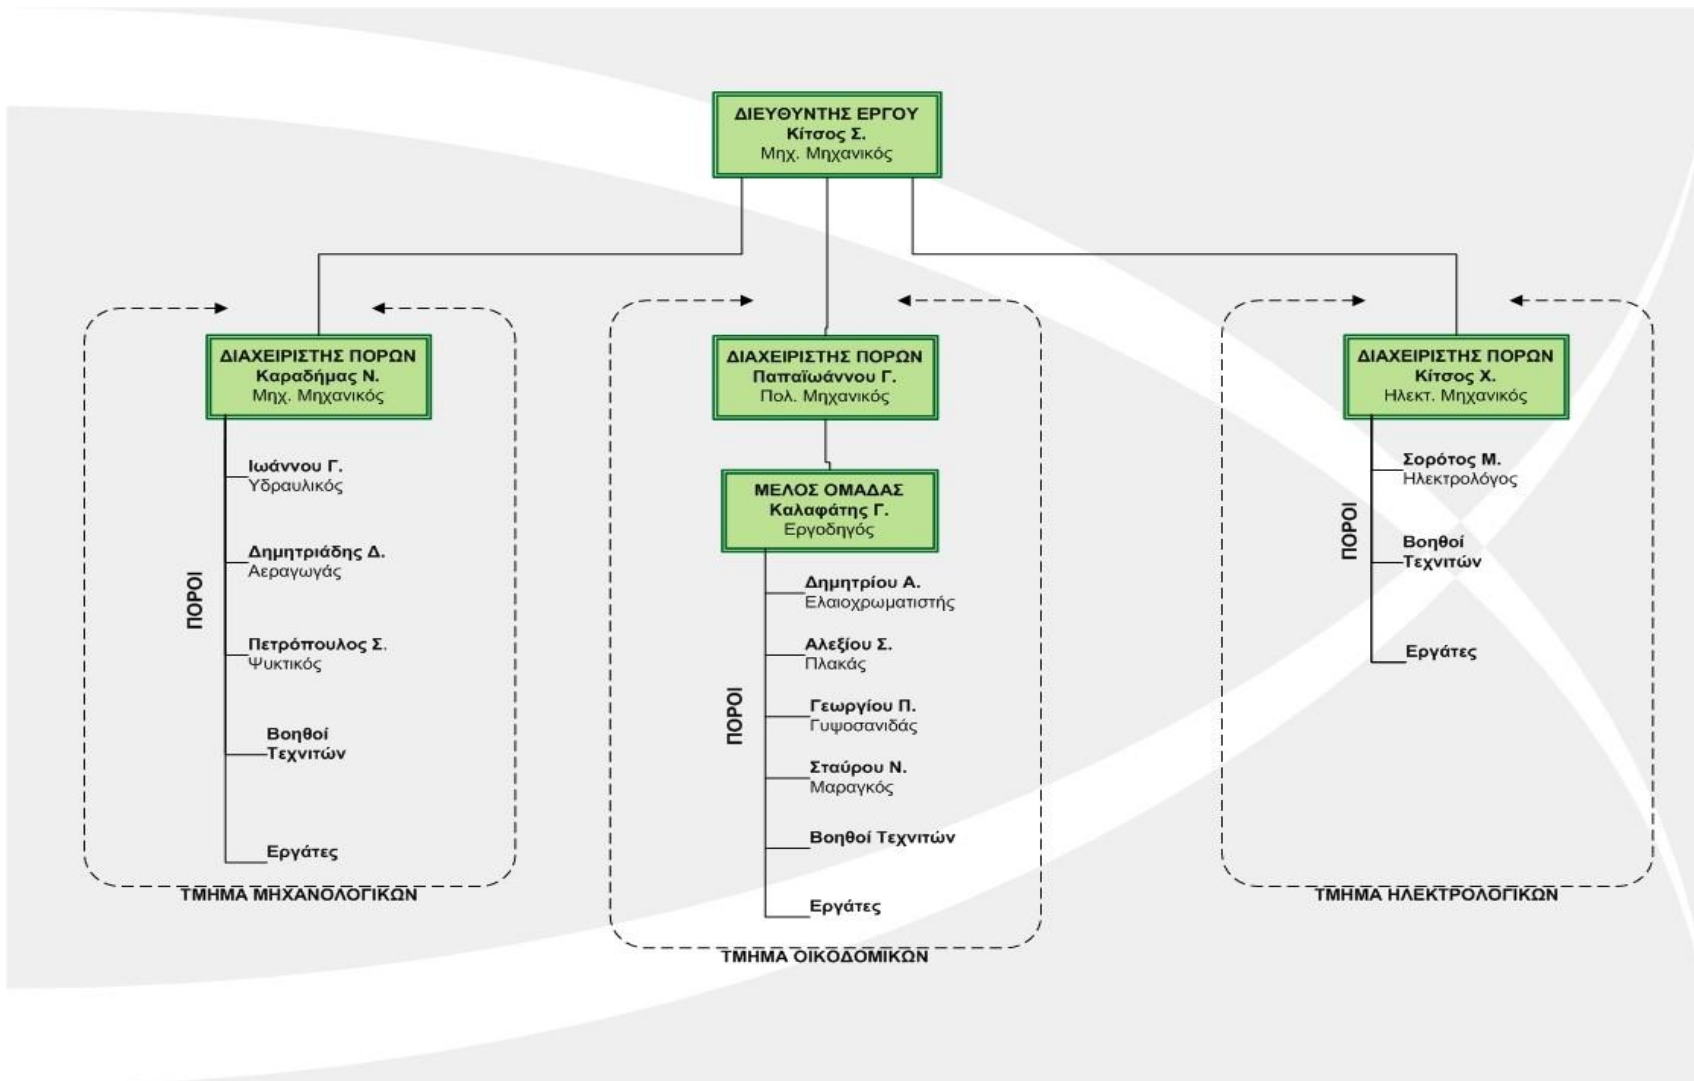 ΔΙΕΥΘΥΝΤΗΣ ΕΡΓΟΥ
Κίτσος Σ.
Μηχ. Μηχανικός
ΔΙΑΧΕΙΡΙΣΤΗΣ ΠΟΡΩΝ
Καραδήμας Ν.
Μηχ. Μηχανικός
ΠΟΡΟΙ
Ιωάννου Γ.
Υδραυλικός
Δημητριάδης Δ.
Αεραγωγάς
Πετρόπουλος Σ.
Ψυκτικός
Βοηθοί
Τεχνιτών
Εργάτες
ΤΜΗΜΑ ΜΗΧΑΝΟΛΟΓΙΚΩΝ
ΔΙΑΧΕΙΡΙΣΤΗΣ ΠΟΡΩΝ
Παπαϊωάννου Γ.
Πολ. Μηχανικός
ΜΕΛΟΣ ΟΜΑΔΑΣ
Καλαφάτης Γ.
Εργοδηγός
ΠΟΡΟΙ
Δημητρίου Α.
Ελαιοχρωματιστής
Αλεξίου Σ.
Πλακάς
Γεωργίου Π.
Γυψοσανιδάς
Σταύρου Ν.
Μαραγκός
Βοηθοί Τεχνιτών
Εργάτες
ΤΜΗΜΑ ΟΙΚΟΔΟΜΙΚΩΝ
ΔΙΑΧΕΙΡΙΣΤΗΣ ΠΟΡΩΝ
Κίτσος Χ.
Ηλεκτ. Μηχανικός
ΠΟΡΟΙ
Σορότος Μ.
Ηλεκτρολόγος
Βοηθοί
Τεχνιτών
Εργάτες
ΤΜΗΜΑ ΗΛΕΚΤΡΟΛΟΓΙΚΩΝ